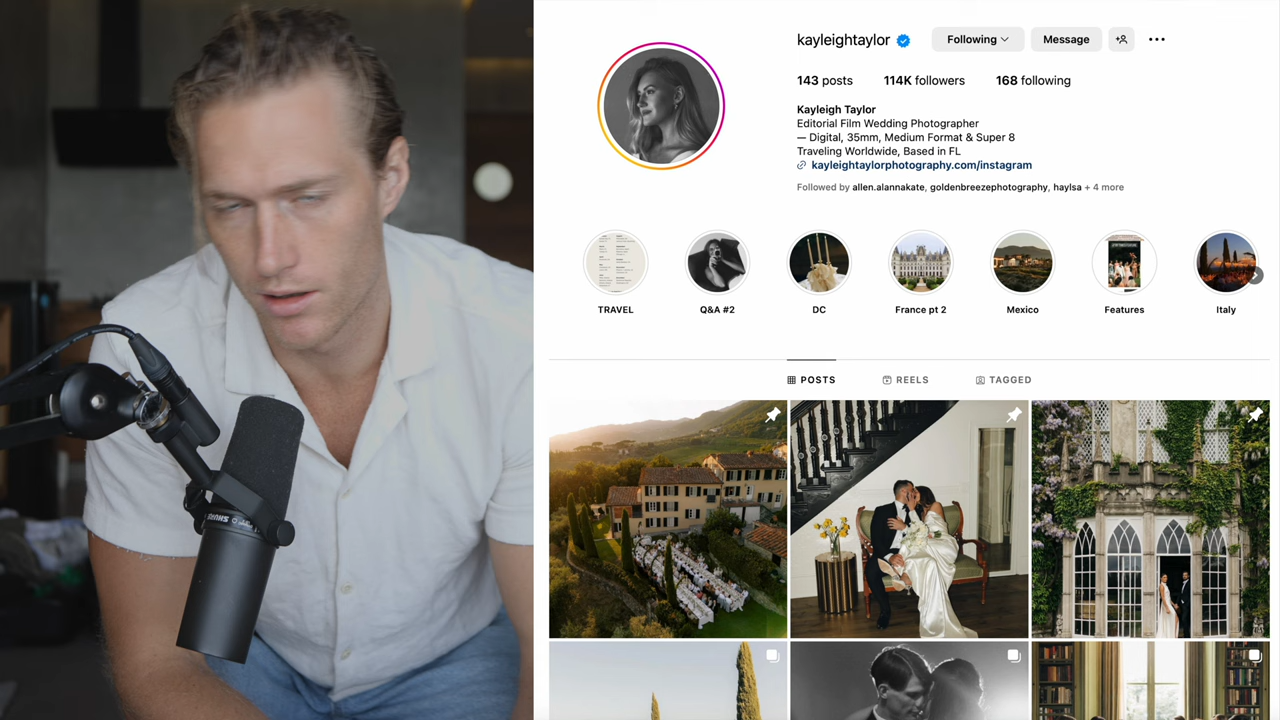 kayleightaylor
Following
Message
143 posts
114K followers
168 following
Kayleigh Taylor
Editorial Film Wedding Photographer
— Digital, 35mm, Medium Format & Super 8
Traveling Worldwide, Based in FL
kayleightaylorphotography.com/instagram
Followed by allen.alannakate, goldenbreezephotography, haylsa + 4 more
TRAVEL
Q&A #2
DC
France pt 2
Mexico
Features
Italy
POSTS
REELS
TAGGED
SHURE